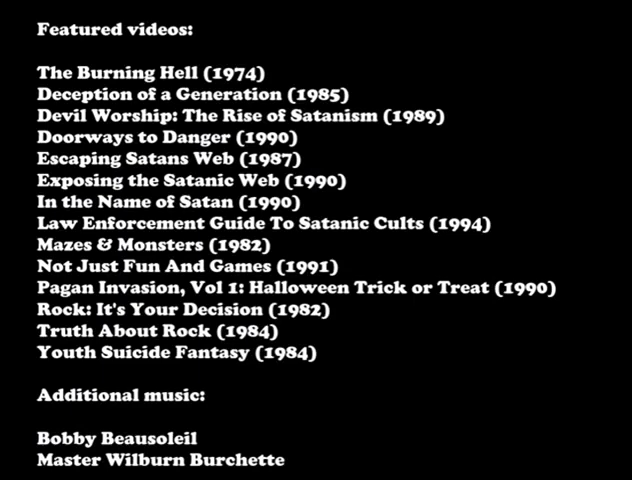 Featured videos:
The Burning Hell (1974)
Deception of a Generation (1985)
Devil Worship: The Rise of Satanism (1989)
Doorways to Danger (1990)
Escaping Satans Web (1987)
Exposing the Satanic Web (1990)
In the Name of Satan (1990)
Law Enforcement Guide To Satanic Cults (1994)
Mazes & Monsters (1982)
Not Just Fun And Games (1991)
Pagan Invasion, Vol 1: Halloween Trick or Treat (1990)
Rock: It's Your Decision (1982)
Truth About Rock (1984)
Youth Suicide Fantasy (1984)
Additional music:
Bobby Beausoleil
Master Wilburn Burchette